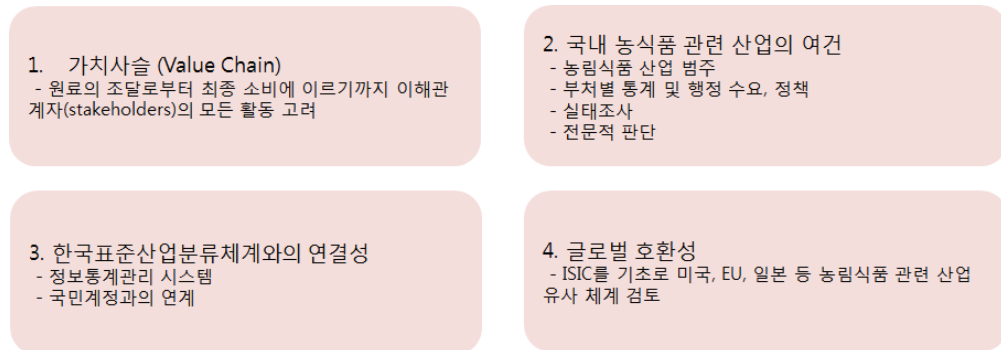 1. 가치사슬 (Value Chain)
- 원료의 조달로부터 최종 소비에 이르기까지 이해관
계자(stakeholders)의 모든 활동 고려
2. 국내 농식품 관련 산업의 여건
- 농림식품 산업 범주
- 부처별 통계 및 행정 수요, 정책
- 실태조사
- 전문적 판단
3. 한국표준산업분류체계와의 연결성
- 정보통계관리 시스템
- 국민계정과의 연계
4. 글로벌 호환성
- ISIC를 기초로 미국, EU, 일본 등 농림식품 관련 산업
유사 체계 검토